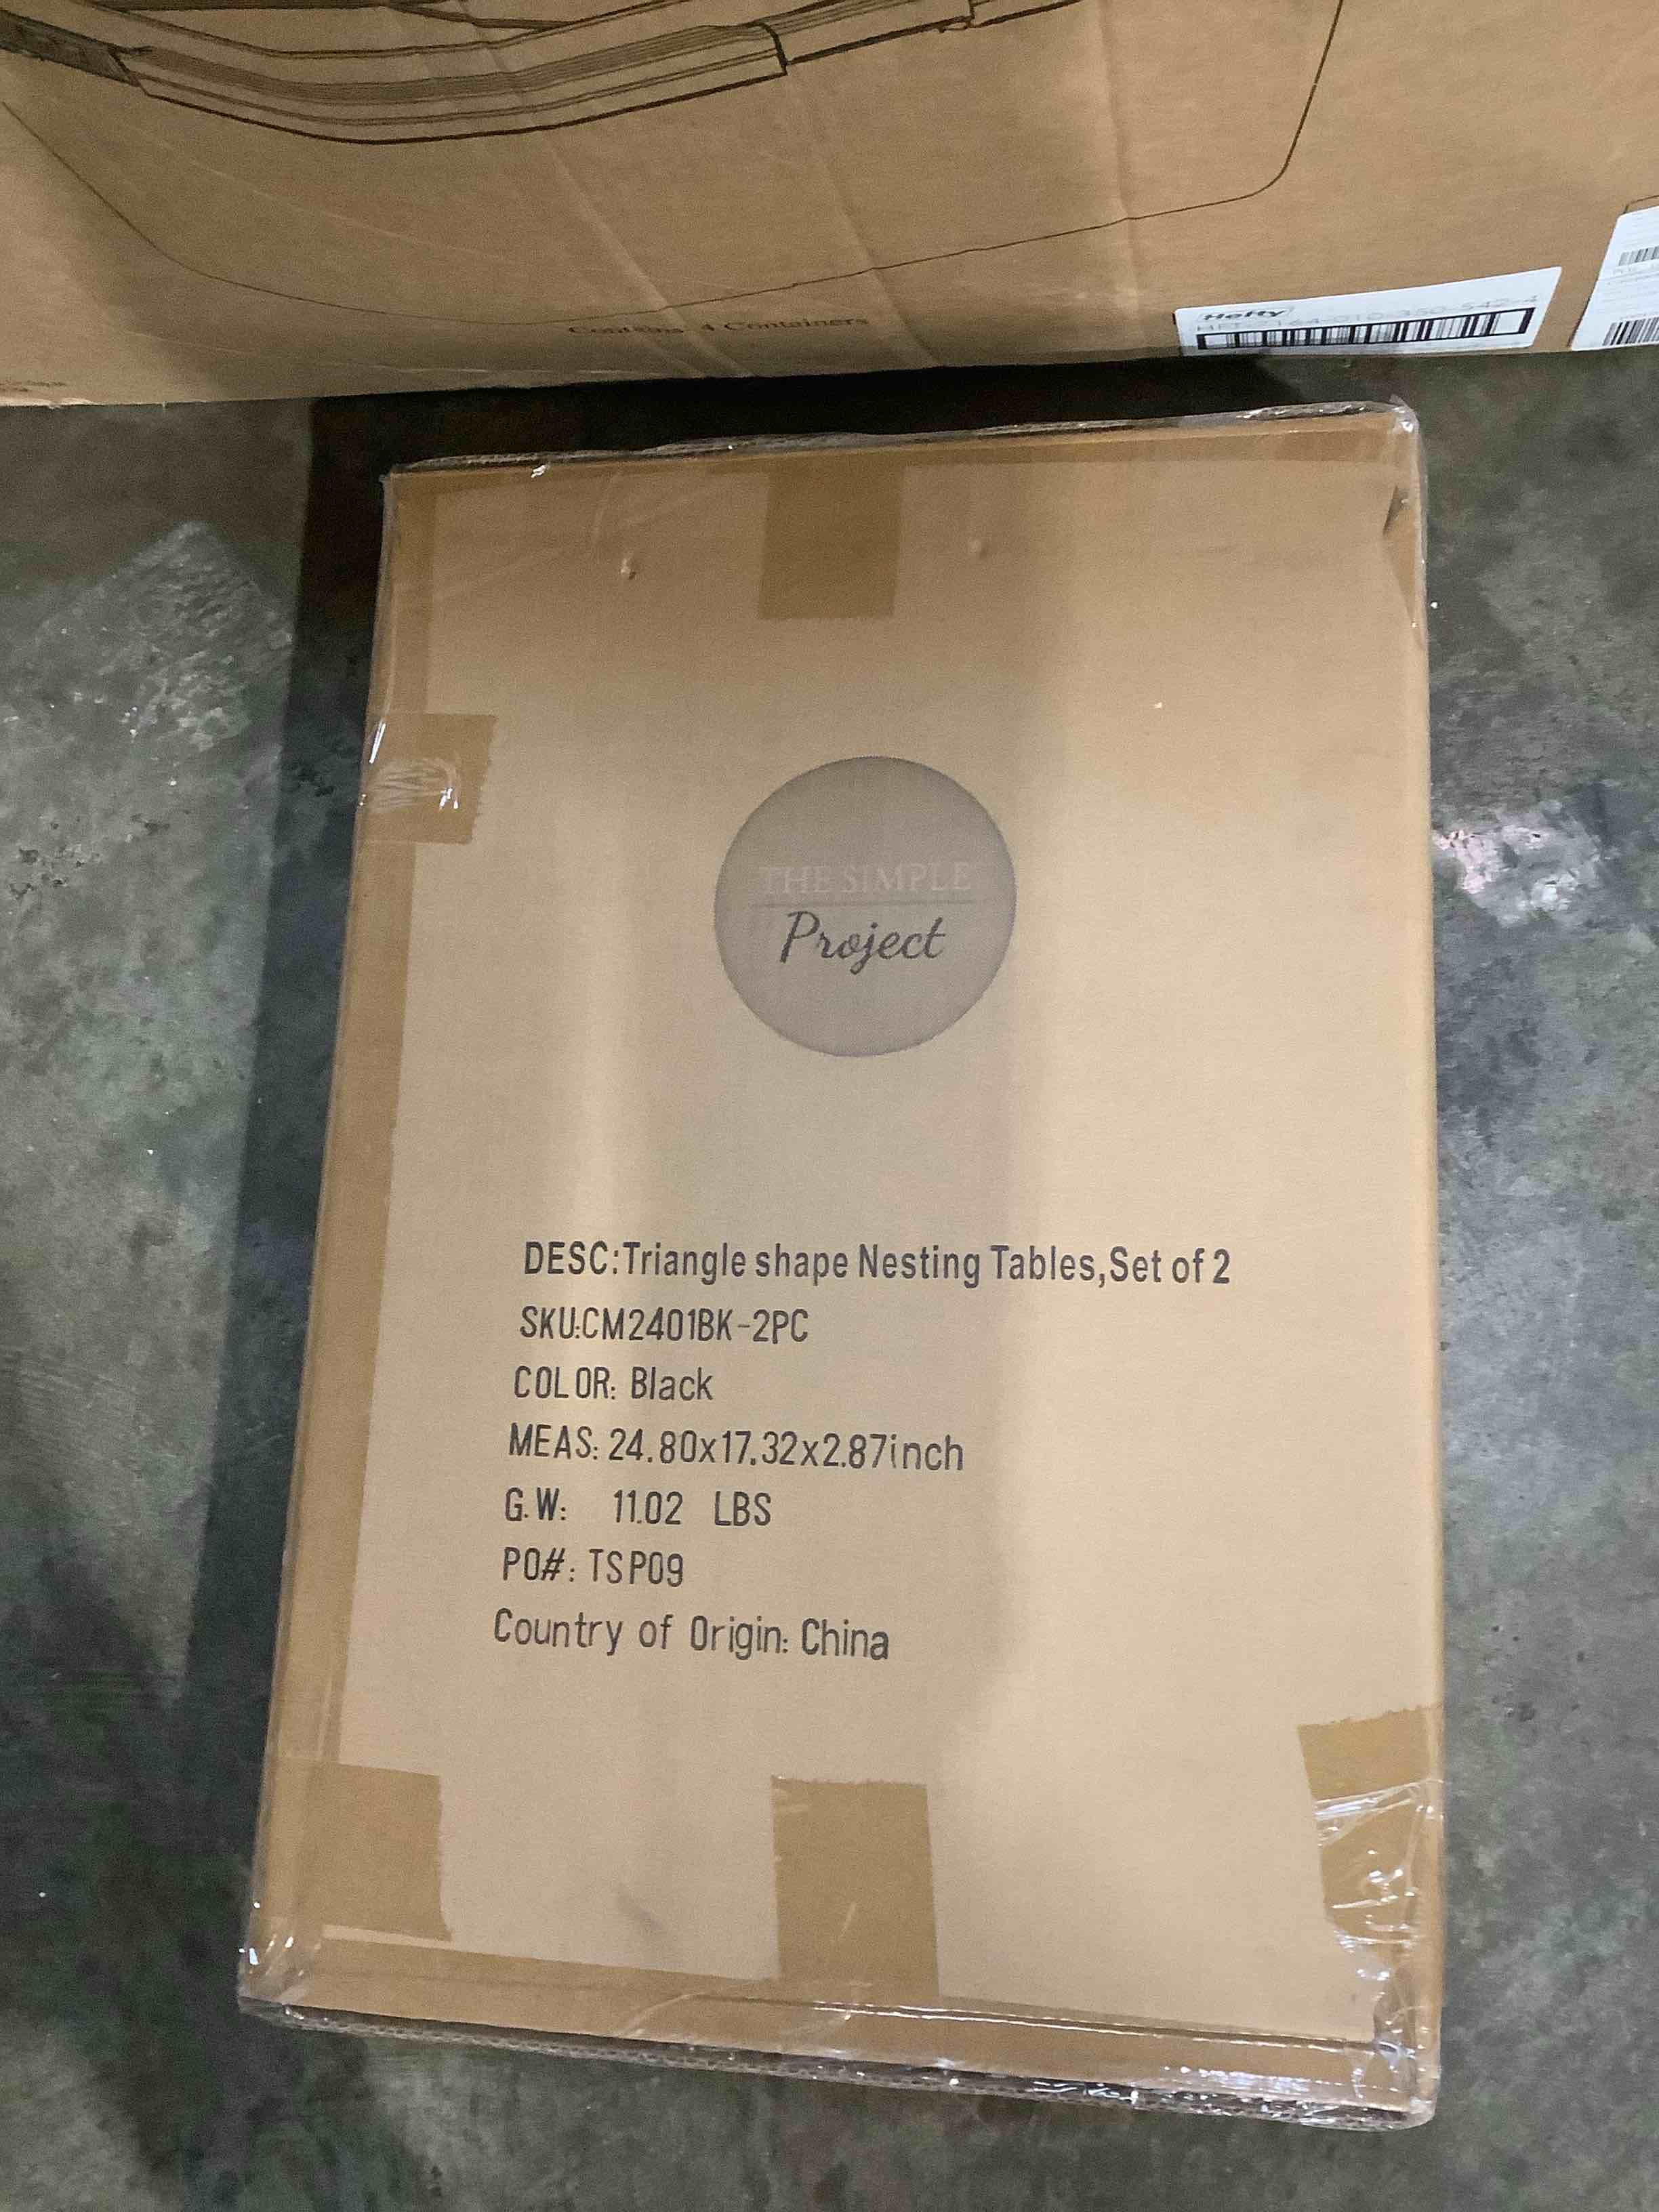 Contains 4 Containers
Hefty
THE SIMPLE
Project
DESC:Triangle shape Nesting Tables,Set of 2
SKU:CM2401BK-2PC
COLOR: Black
MEAS: 24.80x17.32x2.87inch
G.W: 11.02 LBS
PO#: TSP09
Country of Origin: China